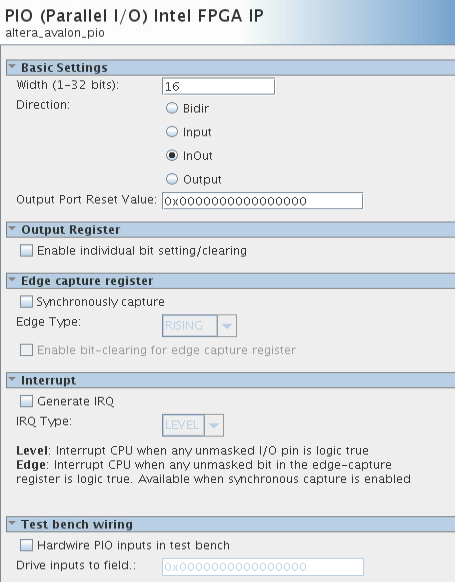 PIO (Parallel I/O) Intel FPGA IP
altera_avalon_pio
Basic Settings
Width (1-32 bits): 16
Direction: Bidir
Input
InOut
Output
Output Port Reset Value: 0x0000000000000000
Output Register
Enable individual bit setting/clearing
Edge capture register
Synchronously capture
Edge Type: RISING
Enable bit-clearing for edge capture register
Interrupt
Generate IRQ
IRQ Type: LEVEL
Level: Interrupt CPU when any unmasked I/O pin is logic true
Edge: Interrupt CPU when any unmasked bit in the edge-capture
register is logic true. Available when synchronous capture is enabled
Test bench wiring
Hardwire PIO inputs in test bench
Drive inputs to field.: 0x0000000000000000